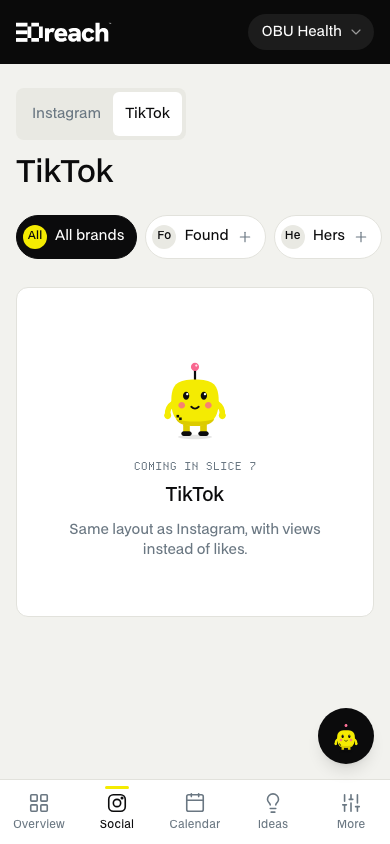 reach
OBU Health
Instagram
TikTok
TikTok
All
All brands
Fo
Found
He
Hers
COMING IN SLICE 7
TikTok
Same layout as Instagram, with views
instead of likes.
Overview
Social
Calendar
Ideas
More